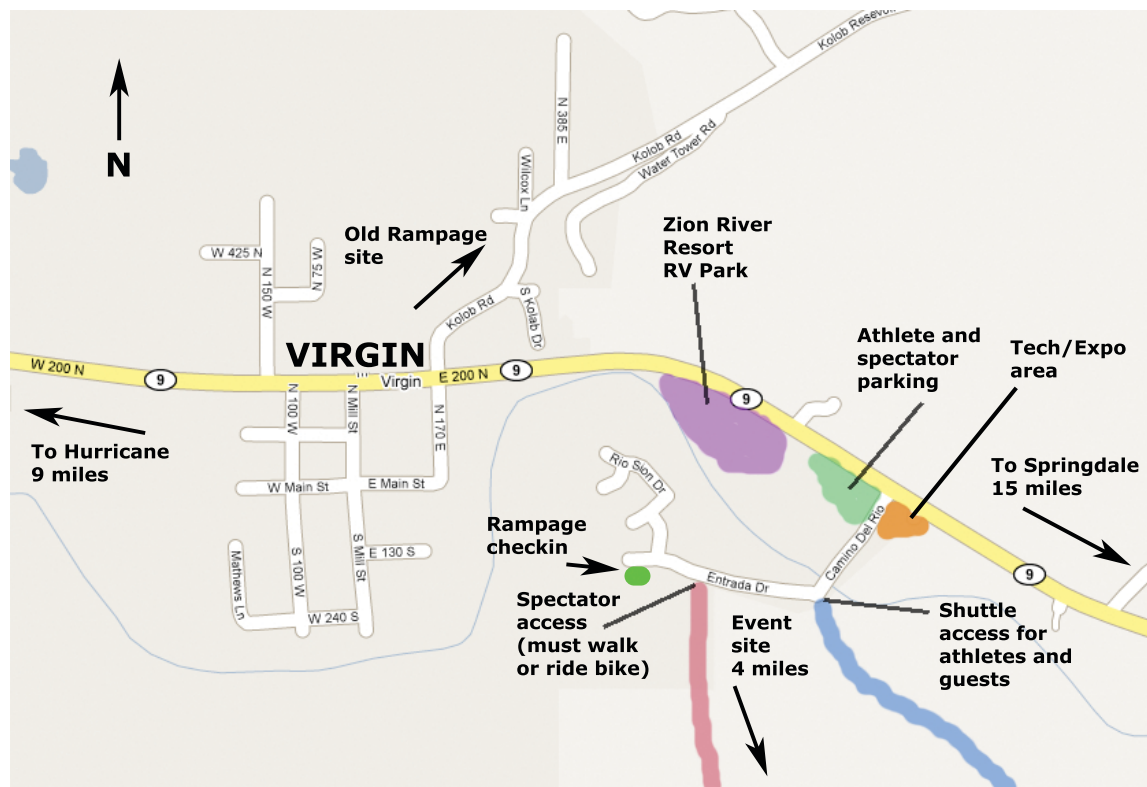 Kolob Reservoir
N 385 E
N
Kolob Rd
Water Tower Rd
Wilcox Ln
Zion River
Resort
RV Park
Old Rampage
site
W 425 N
N 75 W
N 150 W
S Kolab Dr
Kolob Rd
Athlete and
spectator
parking
Tech/Expo
area
VIRGIN
W 200 N
9
Virgin
E 200 N
9
9
N 100 W
N Mill St
N 170 E
To Hurricane
9 miles
Rio Sion Dr
To Springdale
15 miles
W Main St
E Main St
Rampage
checkin
Camino Del Rio
S 100 W
S Mill St
E 130 S
Mathews Ln
Entrada Dr
9
W 240 S
Spectator
access
(must walk
or ride bike)
Event
site
4 miles
Shuttle
access for
athletes and
guests